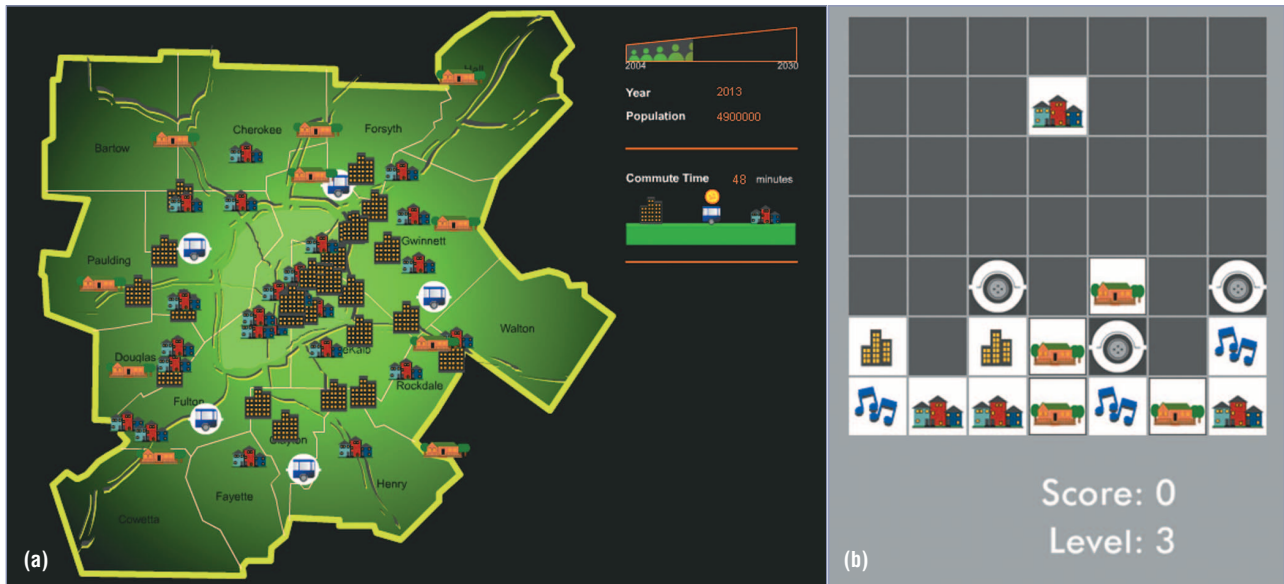 Hall
Cherokee
Forsyth
Bartow
Gwinnett
Paulding
Walton
Douglas
Rockdale
Fulton
Henry
Fayette
Cowetta
2004 2030
Year 2013
Population 4900000
Commute Time 48 minutes
(a)
Score: 0
Level: 3
(b)